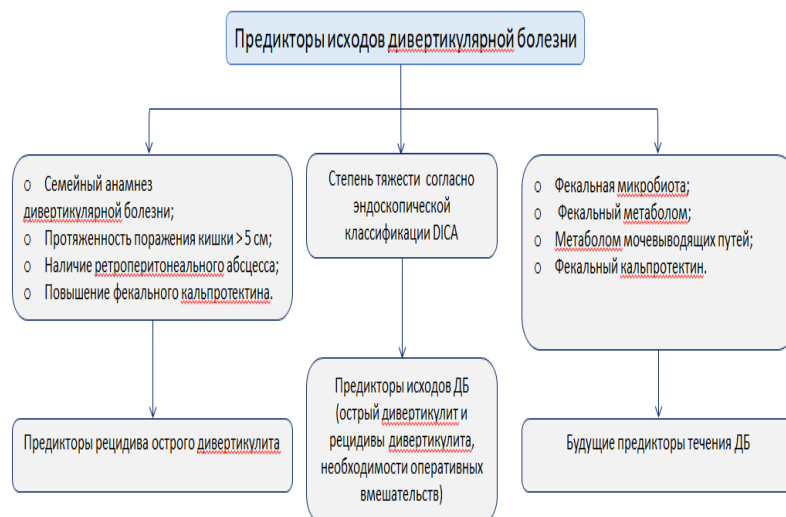 Предикторы исходов дивертикулярной болезни
o Семейный анамнез
дивертикулярной болезни;
o Протяженность поражения кишки > 5 см;
o Наличие ретроперитонеального абсцесса;
o Повышение фекального кальпротектина.
Предикторы рецидива острого дивертикулита
Степень тяжести согласно
эндоскопической
классификации DICA
Предикторы исходов ДБ
(острый дивертикулит и
рецидивы дивертикулита,
необходимости оперативных
вмешательств)
o Фекальная микробиота;
o Фекальный метаболом;
o Метаболом мочевыводящих путей;
o Фекальный кальпротектин.
Будущие предикторы течения ДБ